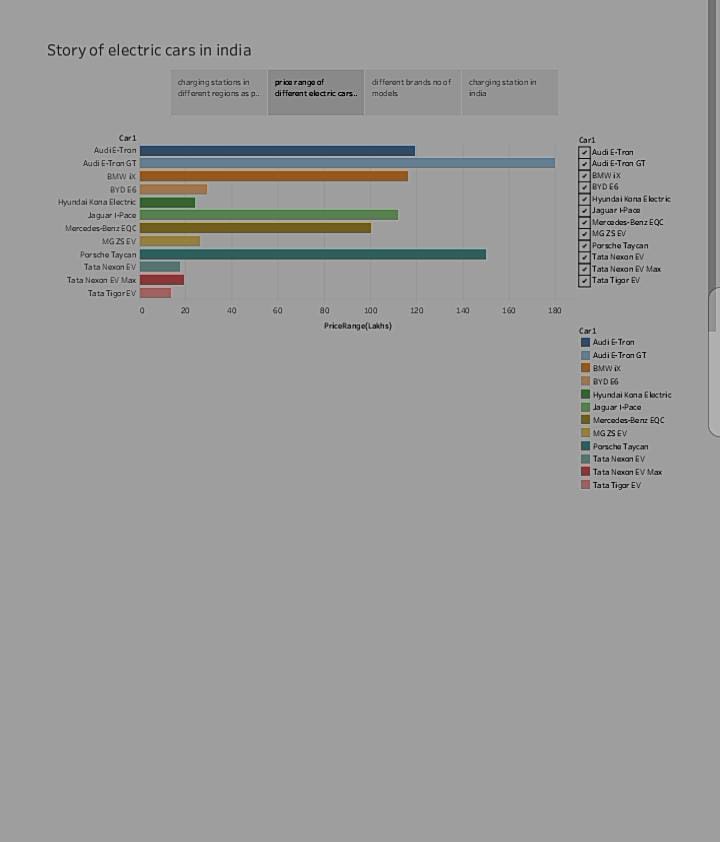 Story of electric cars in india
charging stations in
different regions as p..
price range of
different electric cars..
different brands no of
models
charging station in
india
Car1
Audi E-Tron
Audi E-Tron GT
BMW iX
BYD E6
Hyundai Kona Electric
Jaguar I-Pace
Mercedes-Benz EQC
MG ZS EV
Porsche Taycan
Tata Nexon EV
Tata Nexon EV Max
Tata Tigor EV
0 20 40 60 80 100 120 140 160 180
PriceRange(Lakhs)
Car1
Audi E-Tron
Audi E-Tron GT
BMW iX
BYD E6
Hyundai Kona Electric
Jaguar I-Pace
Mercedes-Benz EQC
MG ZS EV
Porsche Taycan
Tata Nexon EV
Tata Nexon EV Max
Tata Tigor EV
Car1
Audi E-Tron
Audi E-Tron GT
BMW iX
BYD E6
Hyundai Kona Electric
Jaguar I-Pace
Mercedes-Benz EQC
MG ZS EV
Porsche Taycan
Tata Nexon EV
Tata Nexon EV Max
Tata Tigor EV